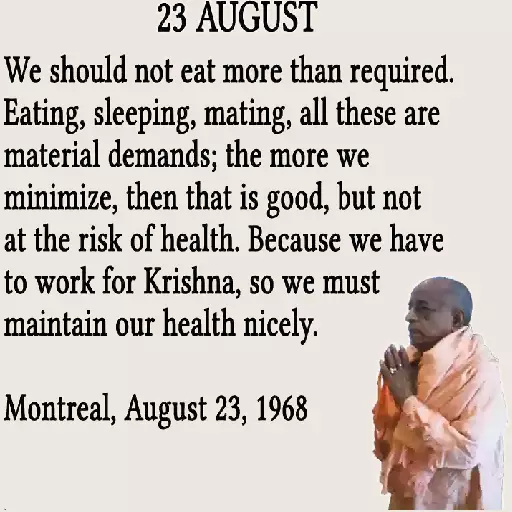 23 AUGUST
We should not eat more than required.
Eating, sleeping, mating, all these are
material demands; the more we
minimize, then that is good, but not
at the risk of health. Because we have
to work for Krishna, so we must
maintain our health nicely.
Montreal, August 23, 1968